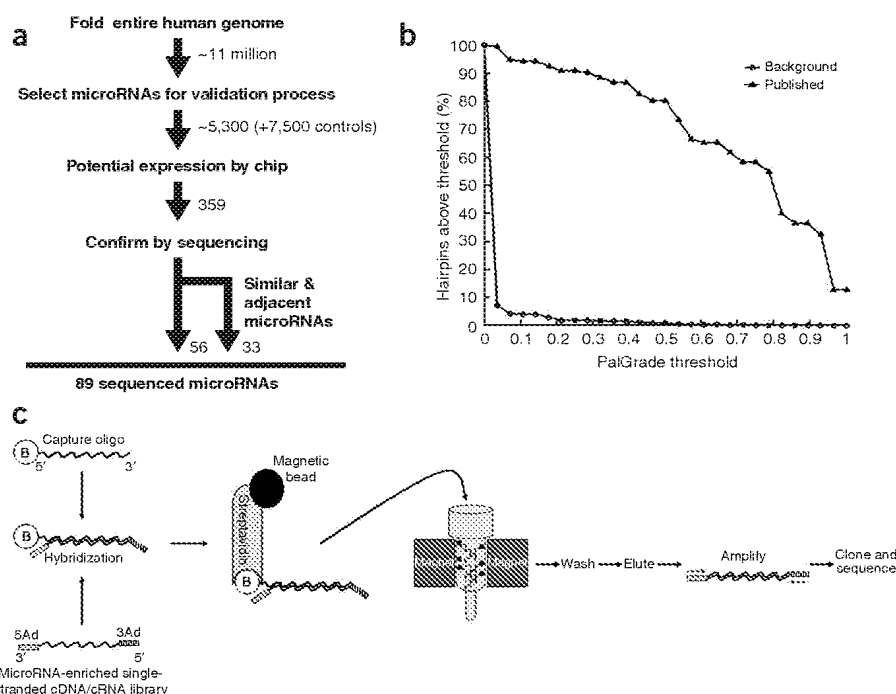 a
Fold entire human genome
~11 million
Select microRNAs for validation process
~5,300 (+7,500 controls)
Potential expression by chip
359
Confirm by sequencing
Similar &
adjacent
microRNAs
56
33
89 sequenced microRNAs
b
Hairpins above threshold (%)
100
90
80
70
60
50
40
30
20
10
0
Background
Published
0 0.1 0.2 0.3 0.4 0.5 0.6 0.7 0.8 0.9 1
PalGrade threshold
c
Capture oligo
B
5′ 3′
B
Hybridization
5Ad 3Ad
3′ 5′
MicroRNA-enriched single-
tranded cDNA/cRNA library
Magnetic
bead
Streptavidin
B
Wash
Elute
Amplify
Clone and
sequence